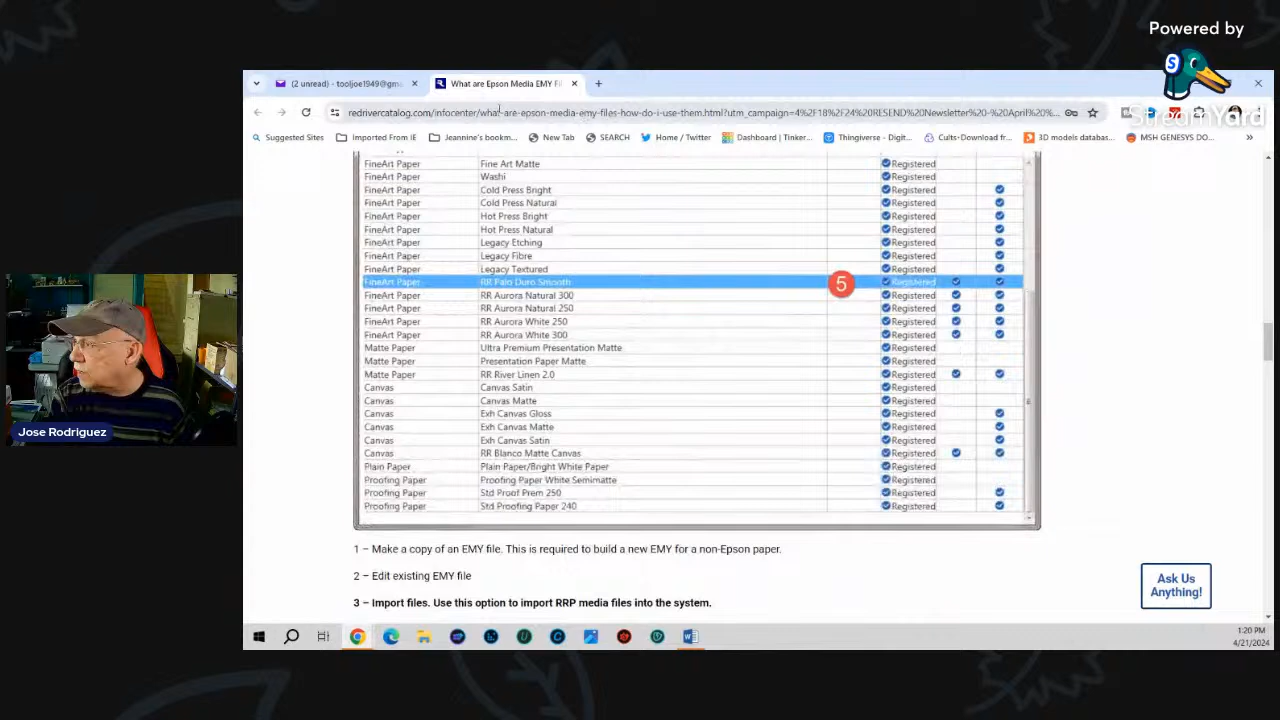 Powered by
StreamYard
S
(2 unread) - tooljoe1949@gm
What are Epson Media EMY Fi
redrivercatalog.com/infocenter/what-are-epson-media-emy-files-how-do-i-use-them.html?utm_campaign=4%2F18%2F24%20RESEND%20Newsletter%20-%20April%20%...
Suggested Sites
Imported From IE
Jeannine's bookm...
New Tab
SEARCH
Home / Twitter
Dashboard | Tinker...
Thingiverse - Digit...
Cults-Download fr...
3D models databas...
MSH GENESYS DO...
FineArt Paper Fine Art Matte Registered
FineArt Paper Washi Registered
FineArt Paper Cold Press Bright Registered
FineArt Paper Cold Press Natural Registered
FineArt Paper Hot Press Bright Registered
FineArt Paper Hot Press Natural Registered
FineArt Paper Legacy Etching Registered
FineArt Paper Legacy Fibre Registered
FineArt Paper Legacy Textured Registered
FineArt Paper RR Palo Duro Smooth 5 Registered
FineArt Paper RR Aurora Natural 300 Registered
FineArt Paper RR Aurora Natural 250 Registered
FineArt Paper RR Aurora White 250 Registered
FineArt Paper RR Aurora White 300 Registered
Matte Paper Ultra Premium Presentation Matte Registered
Matte Paper Presentation Paper Matte Registered
Matte Paper RR River Linen 2.0 Registered
Canvas Canvas Satin Registered
Canvas Canvas Matte Registered
Canvas Exh Canvas Gloss Registered
Canvas Exh Canvas Matte Registered
Canvas Exh Canvas Satin Registered
Canvas RR Blanco Matte Canvas Registered
Plain Paper Plain Paper/Bright White Paper Registered
Proofing Paper Proofing Paper White Semimatte Registered
Proofing Paper Std Proof Prem 250 Registered
Proofing Paper Std Proofing Paper 240 Registered
1 – Make a copy of an EMY file. This is required to build a new EMY for a non-Epson paper.
2 – Edit existing EMY file
3 – Import files. Use this option to import RRP media files into the system.
Ask Us
Anything!
Jose Rodriguez
1:20 PM
4/21/2024